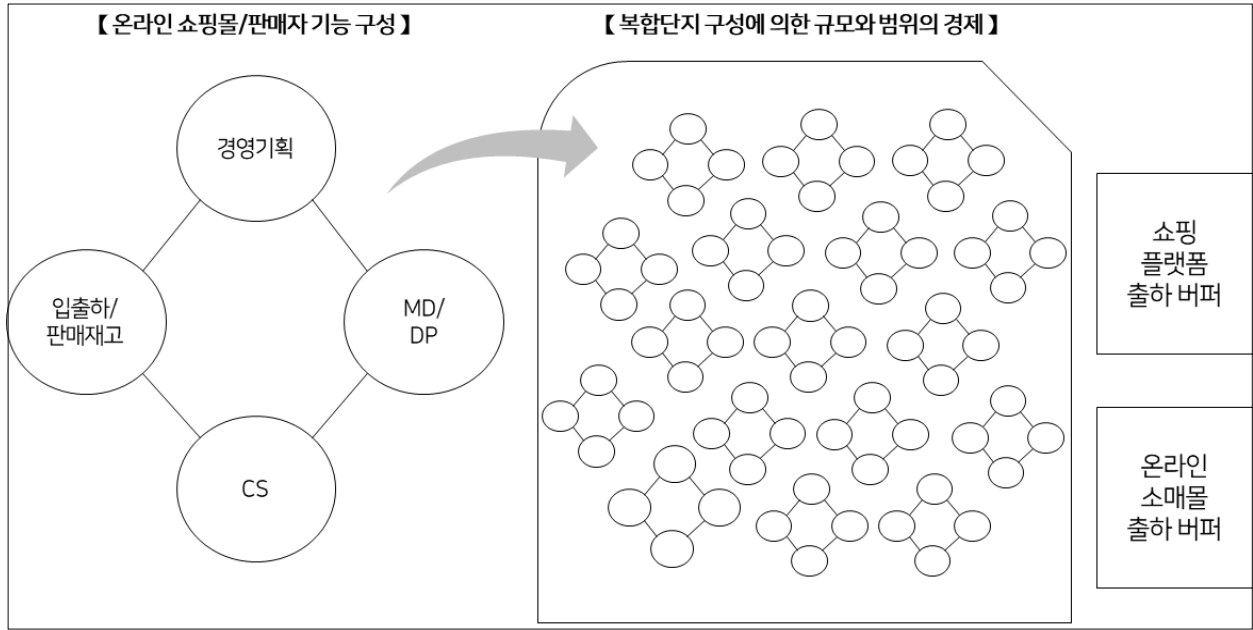 【 온라인 쇼핑몰/판매자 기능 구성 】
【 복합단지 구성에 의한 규모와 범위의 경제 】
경영기획
입출하/
판매재고
MD/
DP
CS
쇼핑
플랫폼
출하 버퍼
온라인
소매몰
출하 버퍼